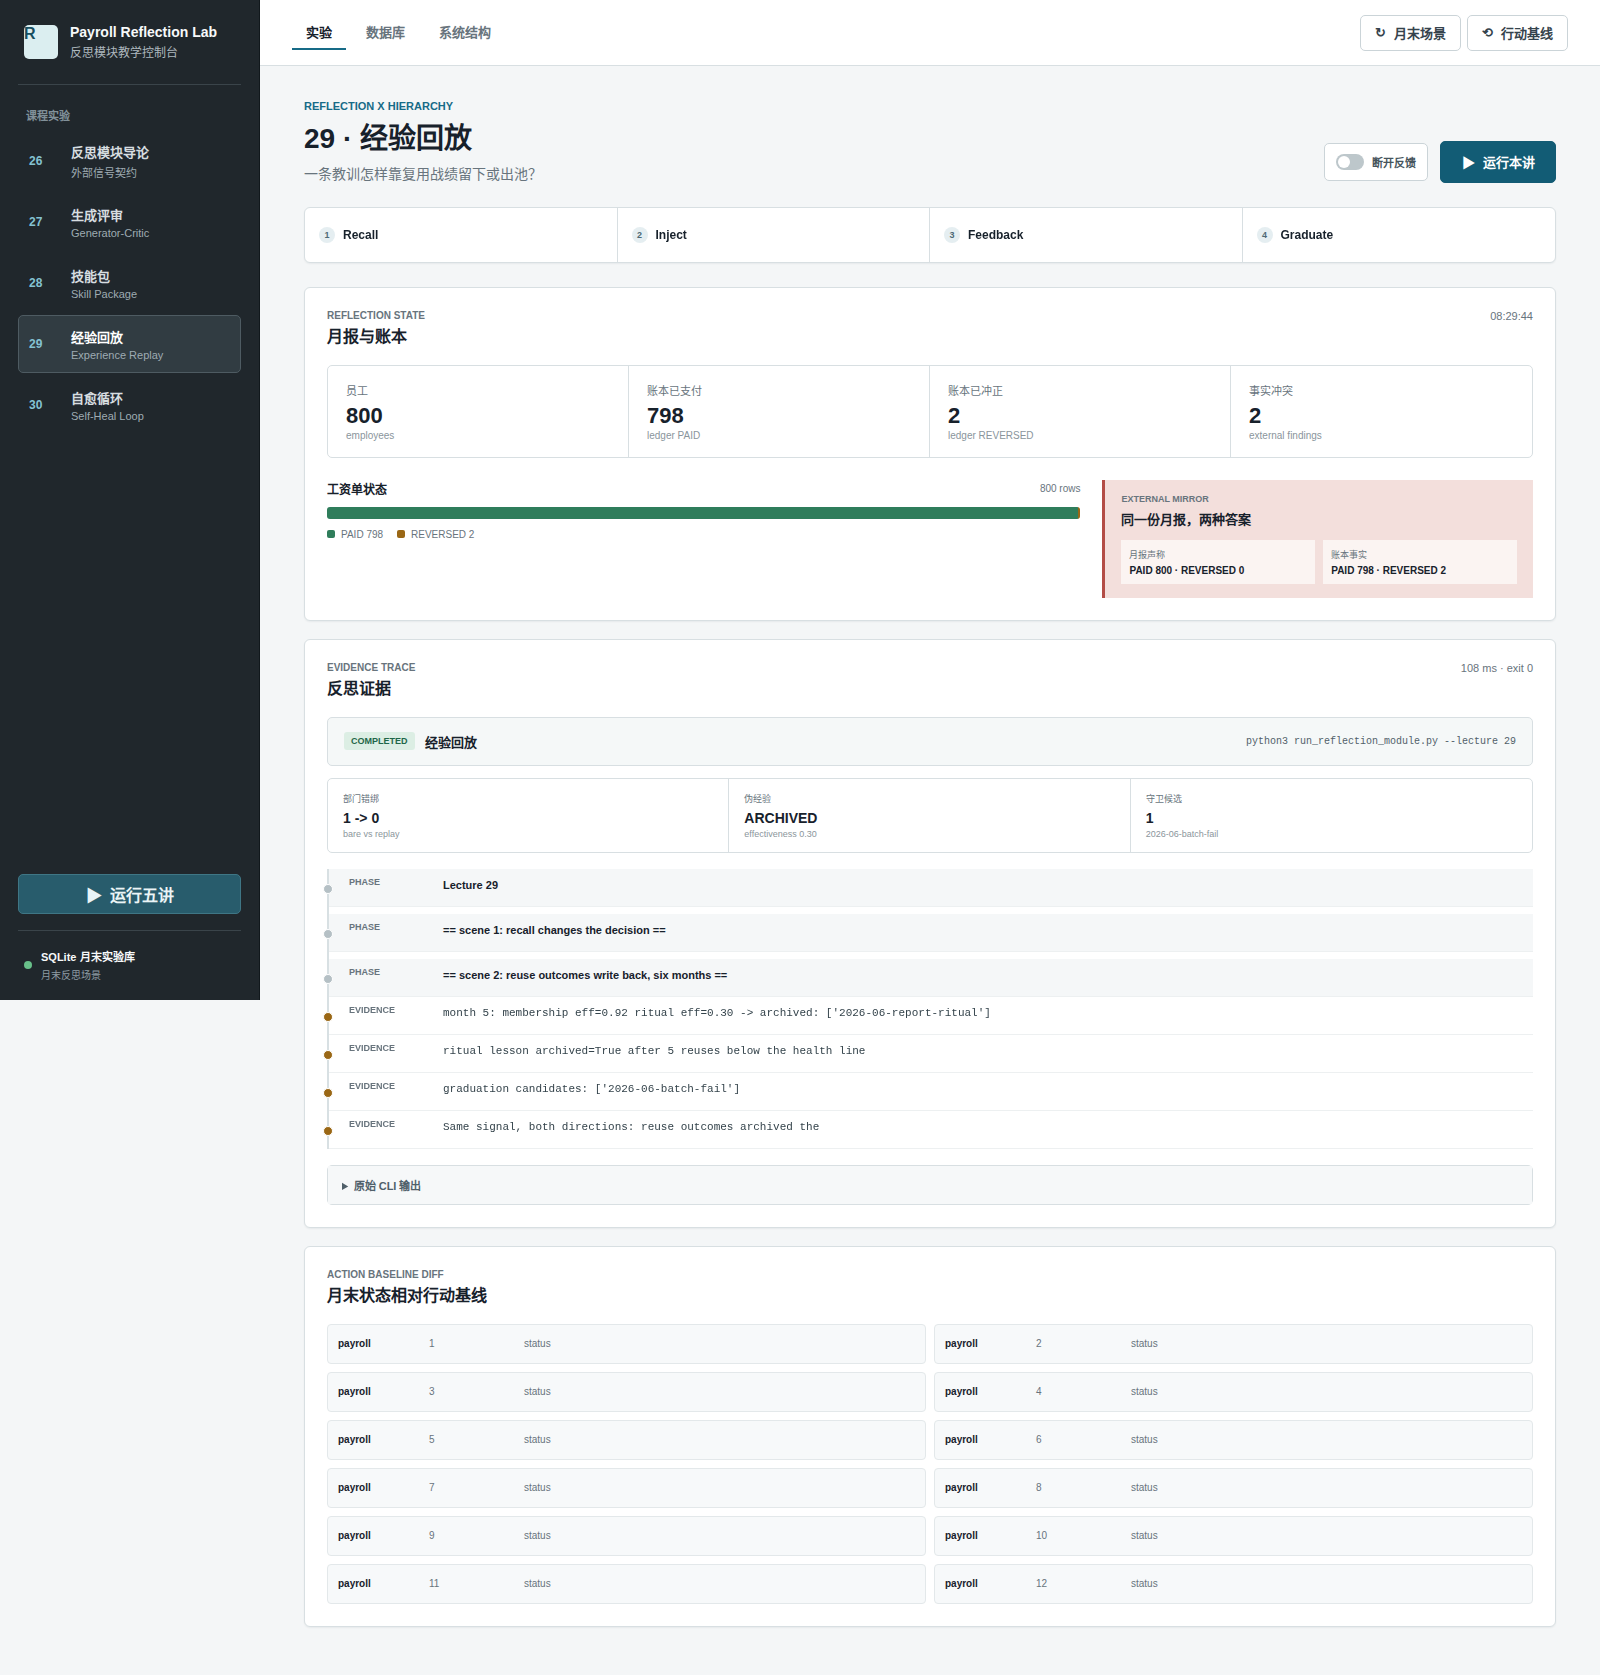 R
Payroll Reflection Lab
反思模块教学控制台
课程实验
26
反思模块导论
外部信号契约
27
生成评审
Generator-Critic
28
技能包
Skill Package
29
经验回放
Experience Replay
30
自愈循环
Self-Heal Loop
▶ 运行五讲
SQLite 月末实验库
月末反思场景
实验 数据库 系统结构
↻ 月末场景 ⟲ 行动基线
REFLECTION X HIERARCHY
29 · 经验回放
一条教训怎样靠复用战绩留下或出池?
断开反馈
▶ 运行本讲
1 Recall
2 Inject
3 Feedback
4 Graduate
REFLECTION STATE
月报与账本
08:29:44
员工
800
employees
账本已支付
798
ledger PAID
账本已冲正
2
ledger REVERSED
事实冲突
2
external findings
工资单状态
800 rows
PAID 798 REVERSED 2
EXTERNAL MIRROR
同一份月报，两种答案
月报声称
PAID 800 · REVERSED 0
账本事实
PAID 798 · REVERSED 2
EVIDENCE TRACE
反思证据
108 ms · exit 0
COMPLETED 经验回放
python3 run_reflection_module.py --lecture 29
部门错绑
1 -> 0
bare vs replay
伪经验
ARCHIVED
effectiveness 0.30
守卫候选
1
2026-06-batch-fail
PHASE Lecture 29
PHASE == scene 1: recall changes the decision ==
PHASE == scene 2: reuse outcomes write back, six months ==
EVIDENCE month 5: membership eff=0.92 ritual eff=0.30 -> archived: ['2026-06-report-ritual']
EVIDENCE ritual lesson archived=True after 5 reuses below the health line
EVIDENCE graduation candidates: ['2026-06-batch-fail']
EVIDENCE Same signal, both directions: reuse outcomes archived the
▶ 原始 CLI 输出
ACTION BASELINE DIFF
月末状态相对行动基线
payroll 1 status
payroll 2 status
payroll 3 status
payroll 4 status
payroll 5 status
payroll 6 status
payroll 7 status
payroll 8 status
payroll 9 status
payroll 10 status
payroll 11 status
payroll 12 status